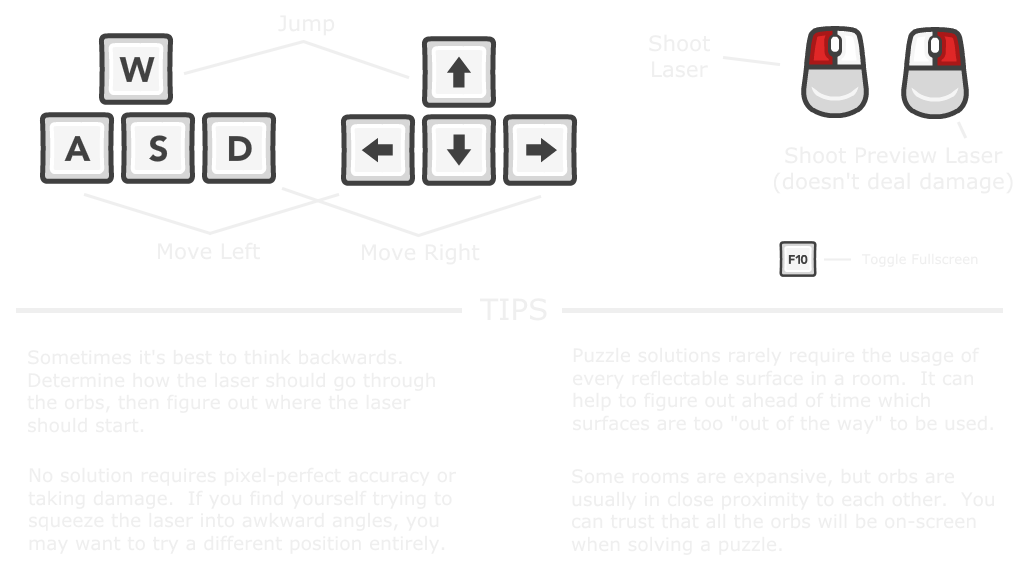 Jump
W
A S D
Shoot
Laser
Shoot Preview Laser
(doesn't deal damage)
Move Left
Move Right
F10
Toggle Fullscreen
TIPS
Sometimes it's best to think backwards.
Determine how the laser should go through
the orbs, then figure out where the laser
should start.
No solution requires pixel-perfect accuracy or
taking damage.  If you find yourself trying to
squeeze the laser into awkward angles, you
may want to try a different position entirely.
Puzzle solutions rarely require the usage of
every reflectable surface in a room.  It can
help to figure out ahead of time which
surfaces are too "out of the way" to be used.
Some rooms are expansive, but orbs are
usually in close proximity to each other.  You
can trust that all the orbs will be on-screen
when solving a puzzle.